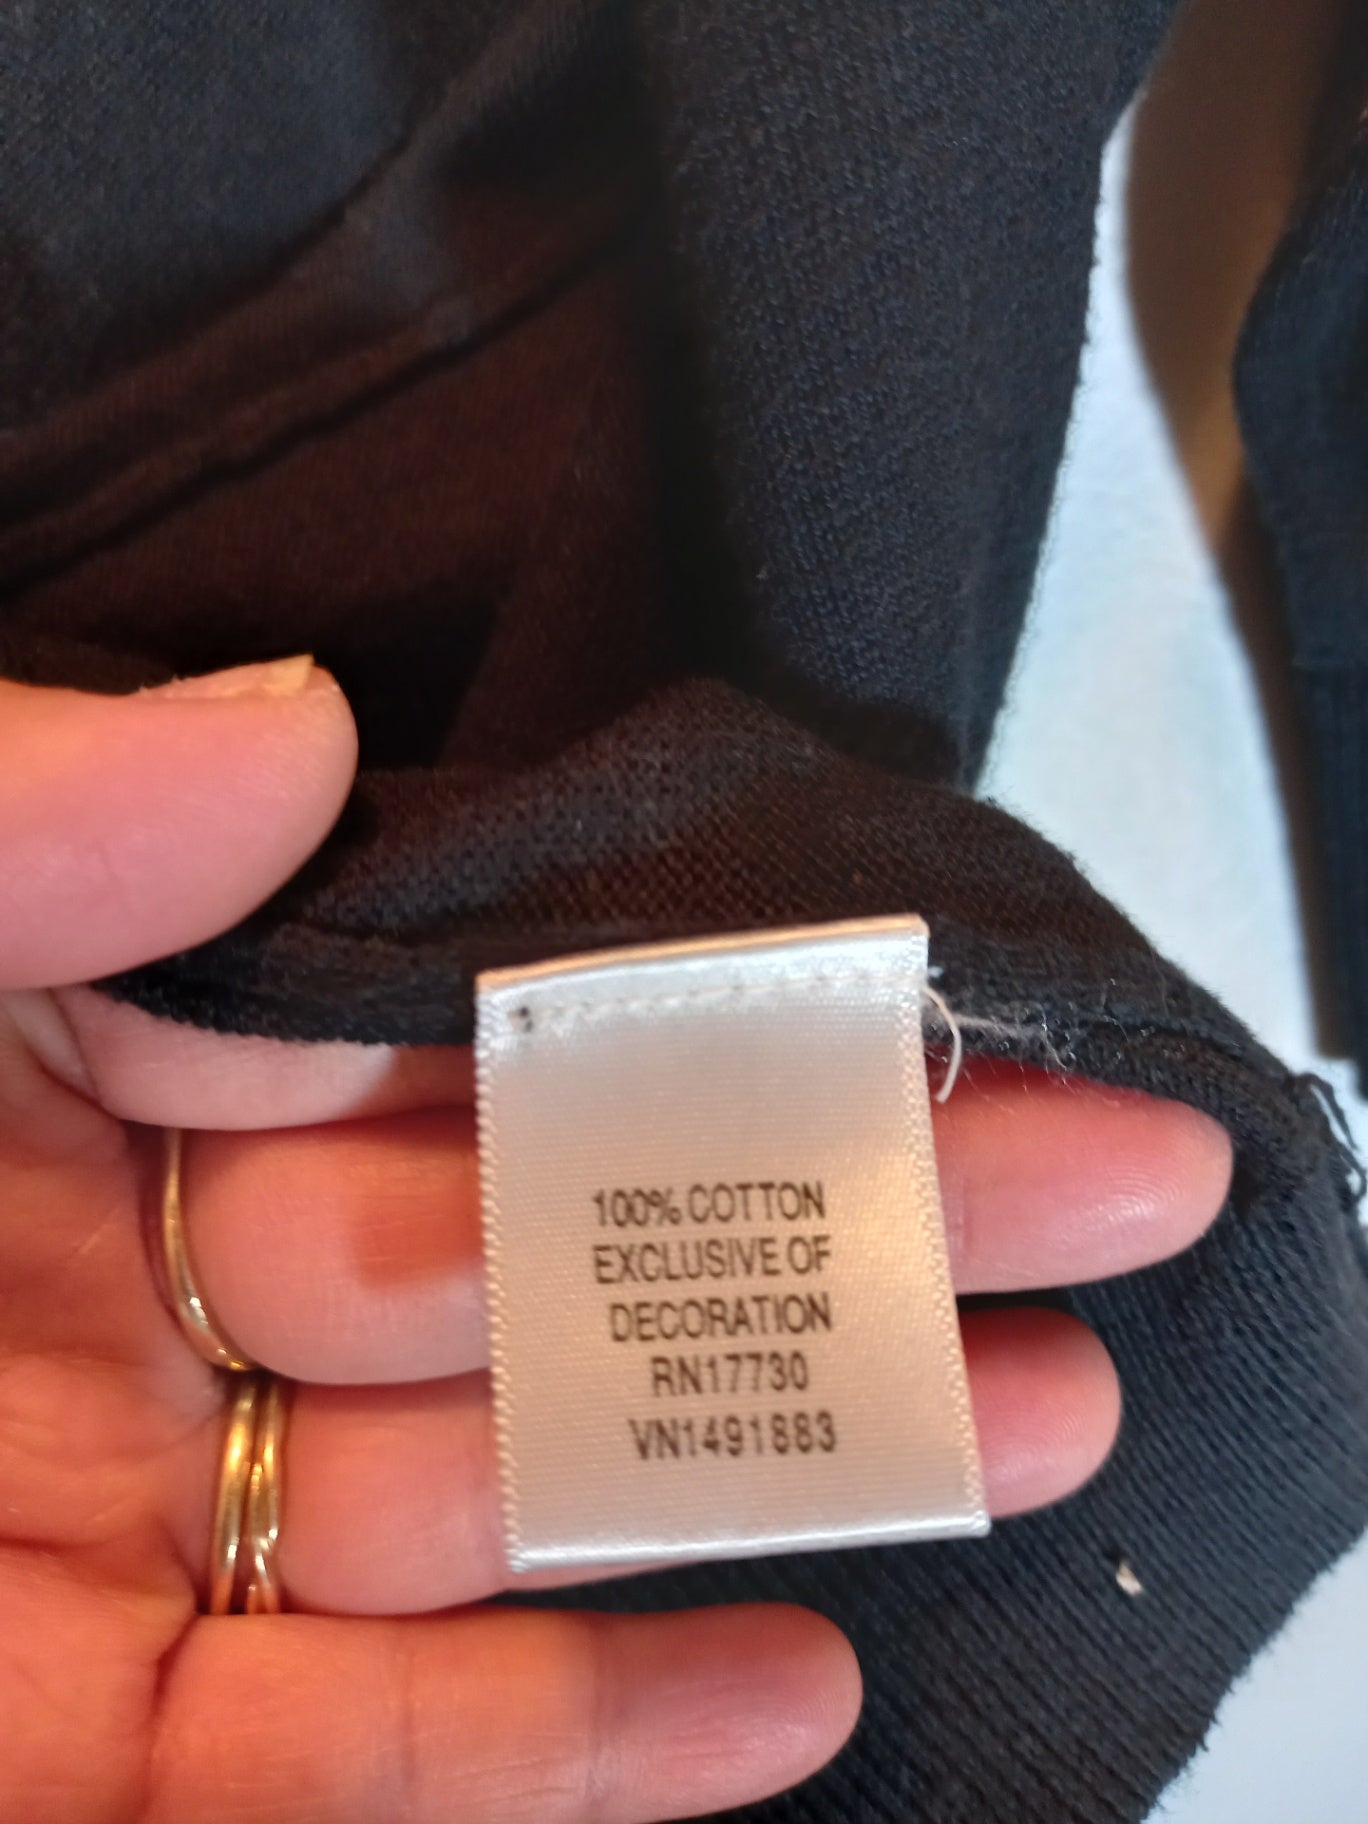 100% COTTON
EXCLUSIVE OF
DECORATION
RN17730
VN1491883